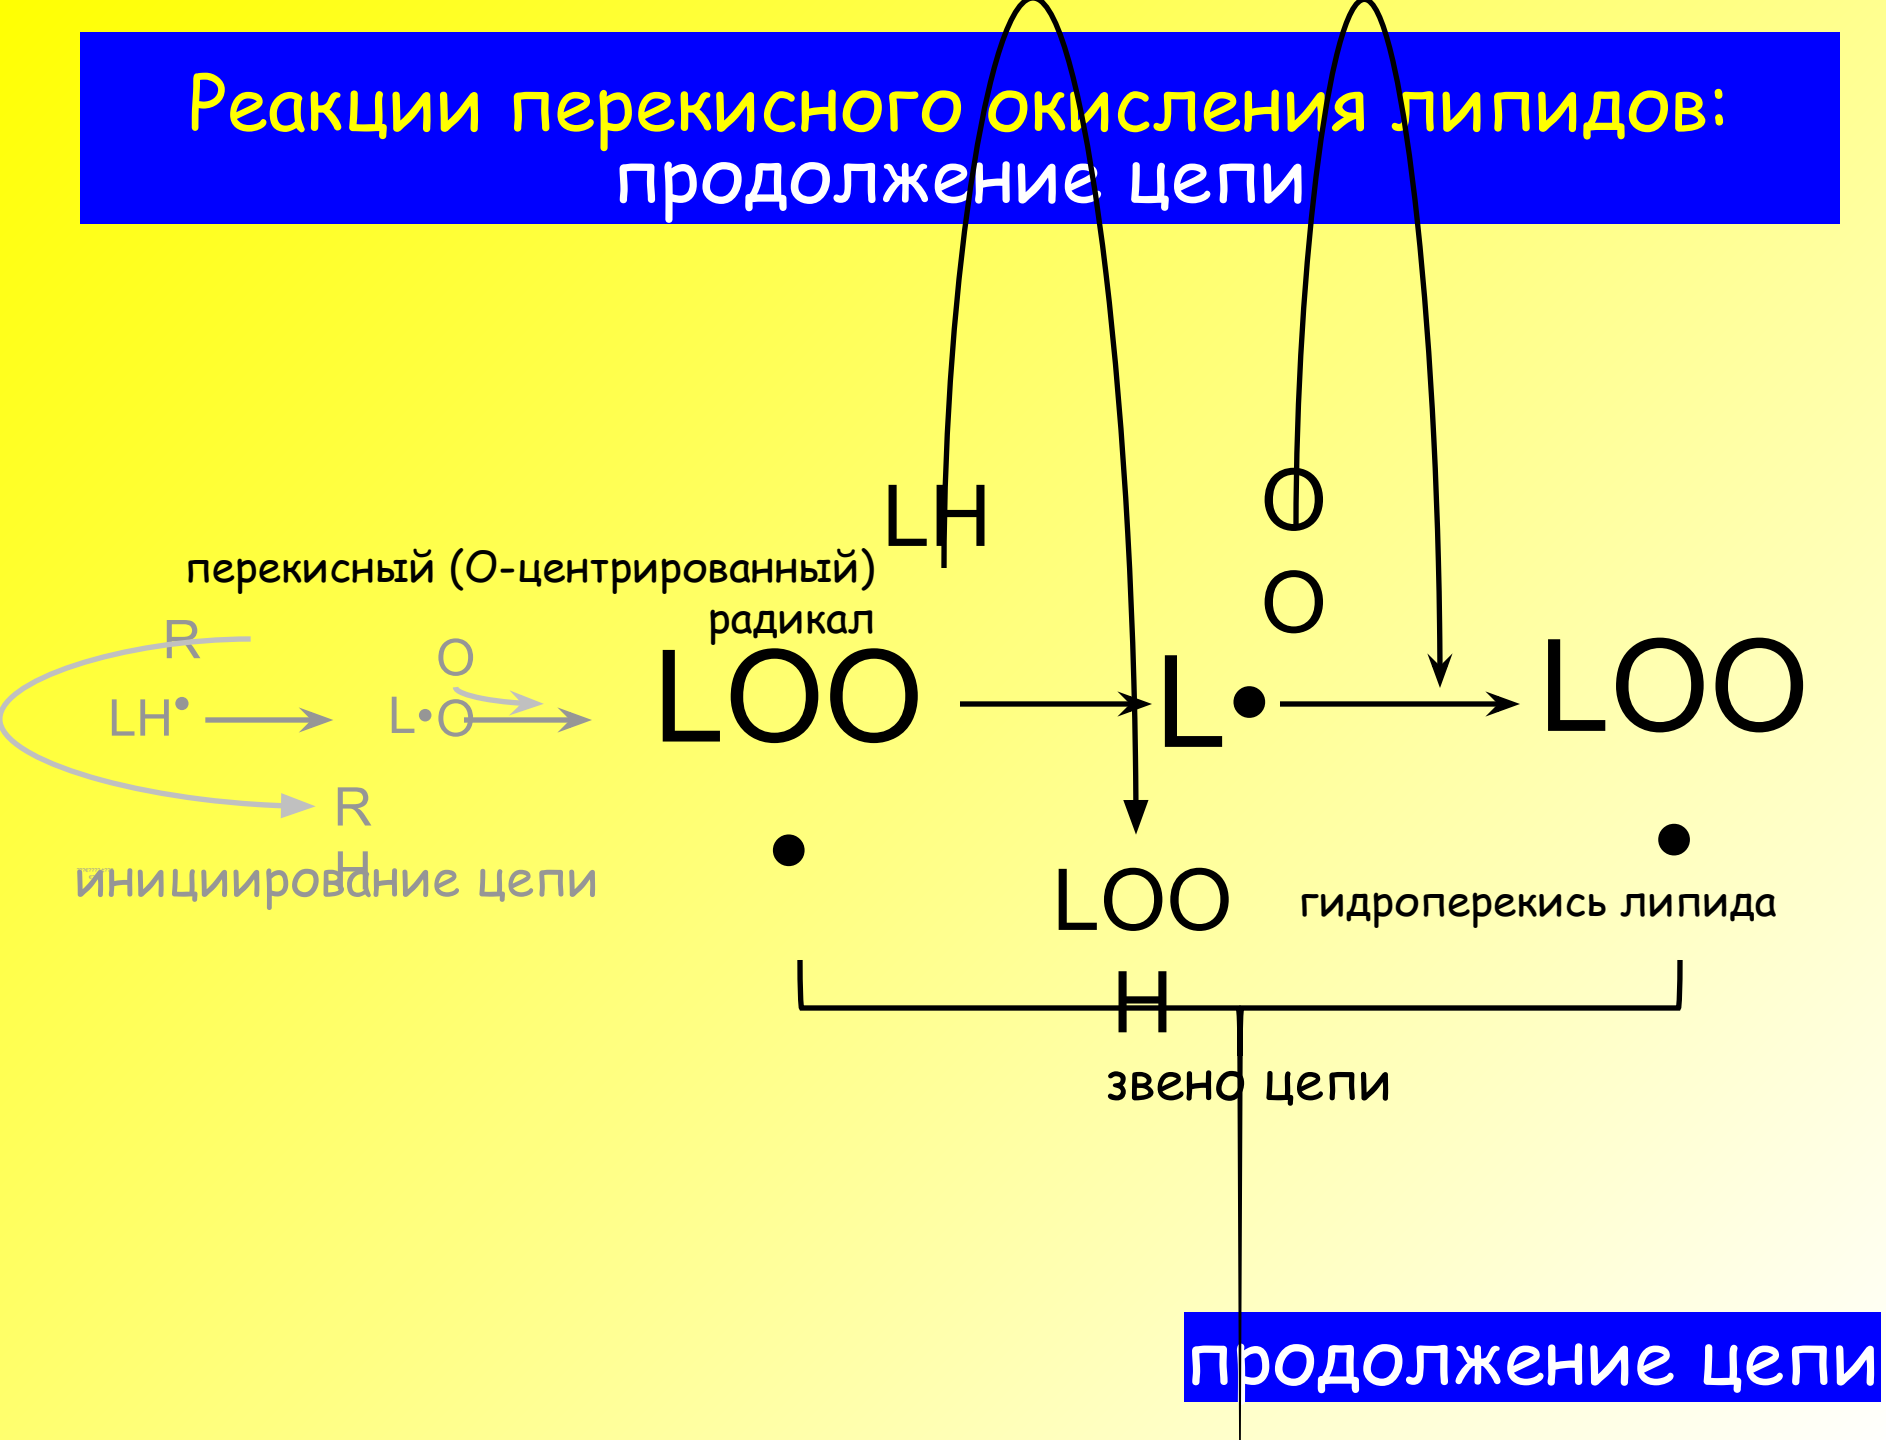 Реакции перекисного окисления липидов:
продолжение цепи
LH
O
O
перекисный (О-центрированный)
радикал
R
LH•
L•
O
O
RH
LOO
•
L•
LOO
•
LOO
H
инициирование цепи
гидроперекись липида
звено цепи
продолжение цепи